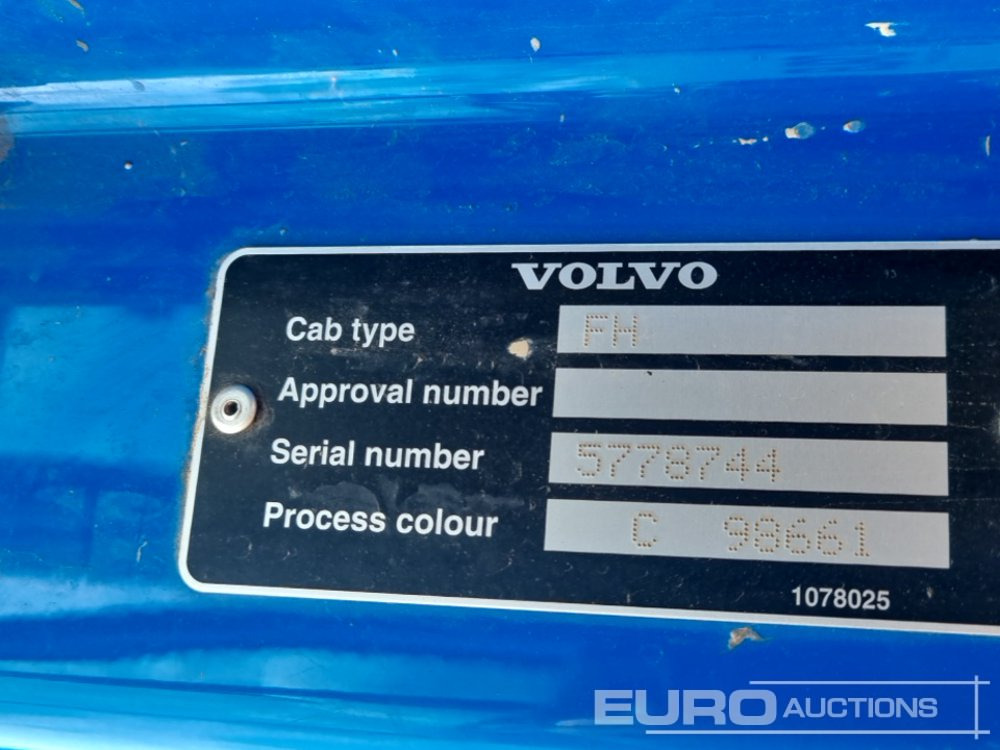 VOLVO
Cab type FH
Approval number
Serial number 5778744
Process colour C 98661
1078025
EURO AUCTIONS